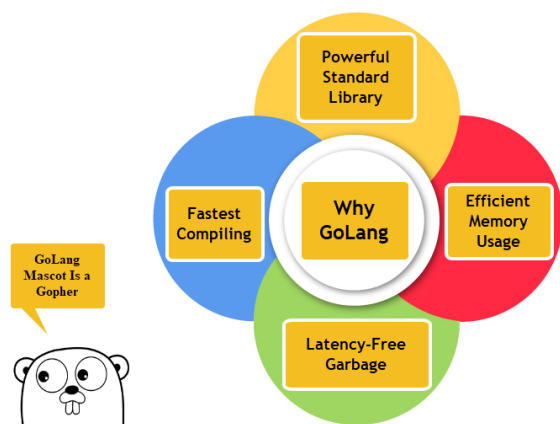 Powerful
Standard
Library
Fastest
Compiling
Why
GoLang
Efficient
Memory
Usage
GoLang
Mascot Is a
Gopher
Latency-Free
Garbage